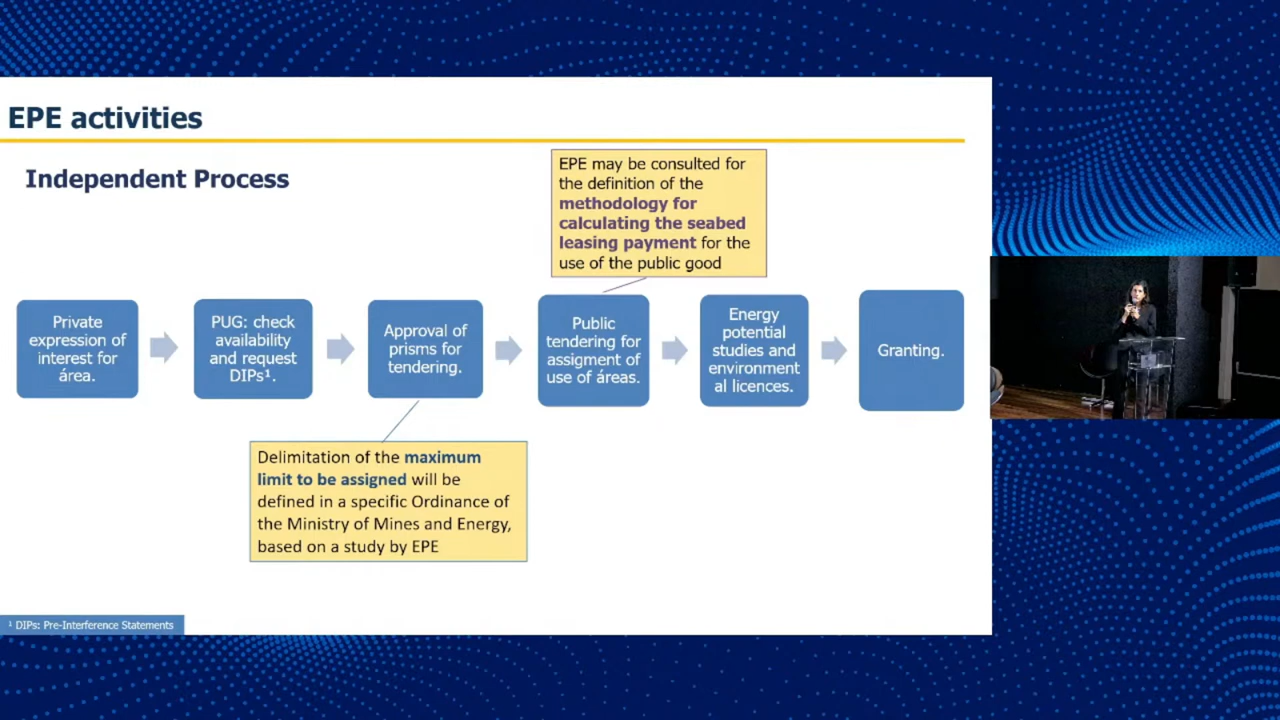 EPE activities
Independent Process
EPE may be consulted for
the definition of the
methodology for
calculating the seabed
leasing payment for the
use of the public good
Private
expression of
interest for
área.
PUG: check
availability
and request
DIPs¹.
Approval of
prisms for
tendering.
Public
tendering for
assigment of
use of áreas.
Energy
potential
studies and
environment
al licences.
Granting.
Delimitation of the maximum
limit to be assigned will be
defined in a specific Ordinance of
the Ministry of Mines and Energy,
based on a study by EPE
¹ DIPs: Pre-Interference Statements